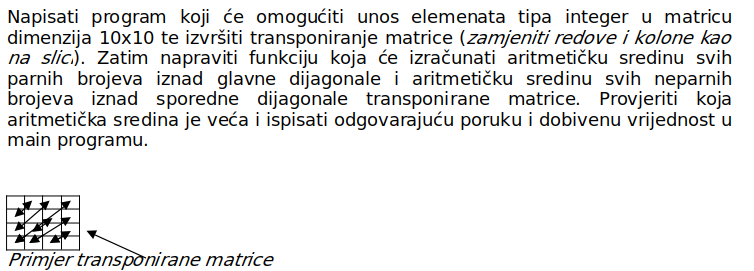 Napisati program koji će omogućiti unos elemenata tipa integer u matricu
dimenzija 10x10 te izvršiti transponiranje matrice (zamjeniti redove i kolone kao
na slici). Zatim napraviti funkciju koja će izračunati aritmetičku sredinu svih
parnih brojeva iznad glavne dijagonale i aritmetičku sredinu svih neparnih
brojeva iznad sporedne dijagonale transponirane matrice. Provjeriti koja
aritmetička sredina je veća i ispisati odgovarajuću poruku i dobivenu vrijednost u
main programu.
Primjer transponirane matrice